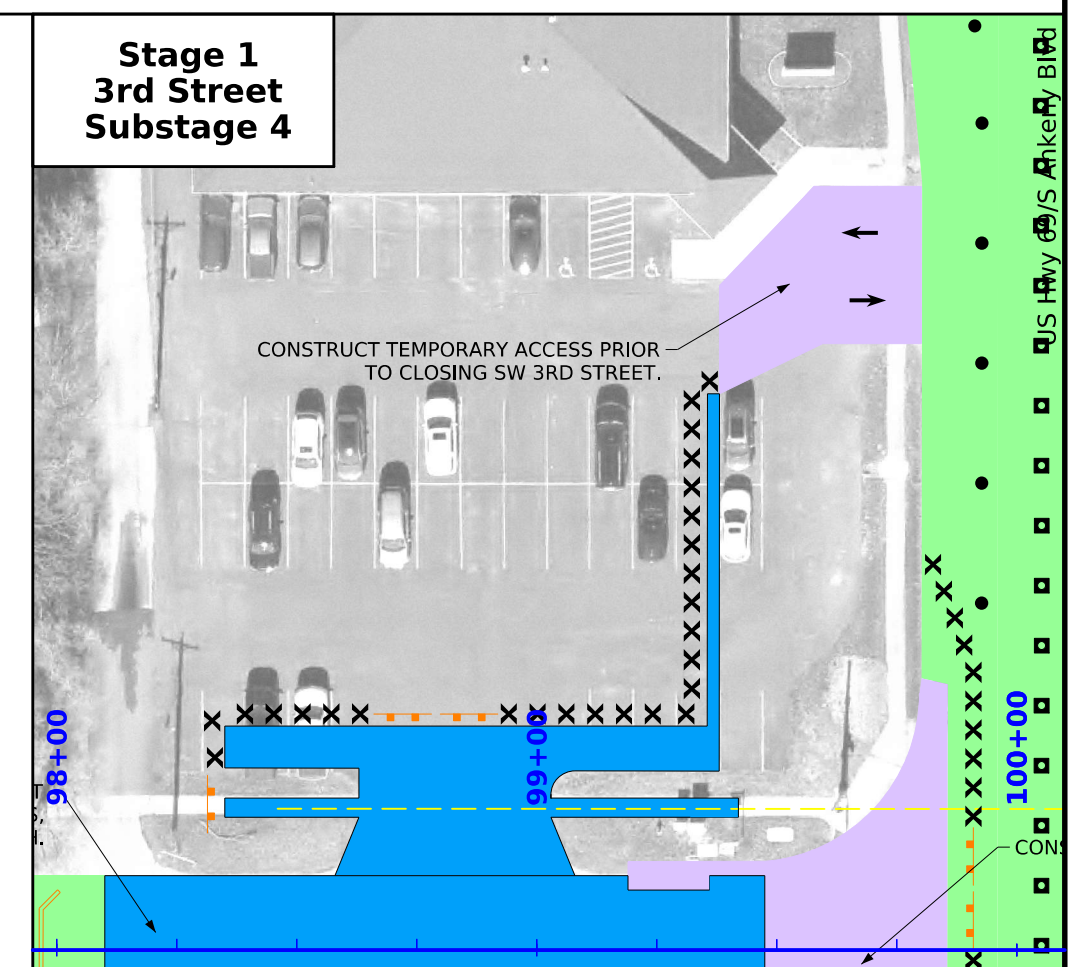 Stage 1
3rd Street
Substage 4
US Hwy 69/S Ankeny Blvd
CONSTRUCT TEMPORARY ACCESS PRIOR
TO CLOSING SW 3RD STREET.
98+00
99+00
100+00